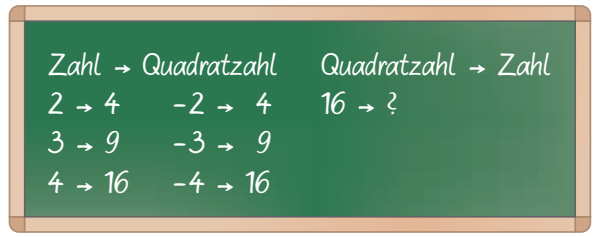 Zahl → Quadratzahl
2 → 4 -2 → 4
3 → 9 -3 → 9
4 → 16 -4 → 16
Quadratzahl → Zahl
16 → ?